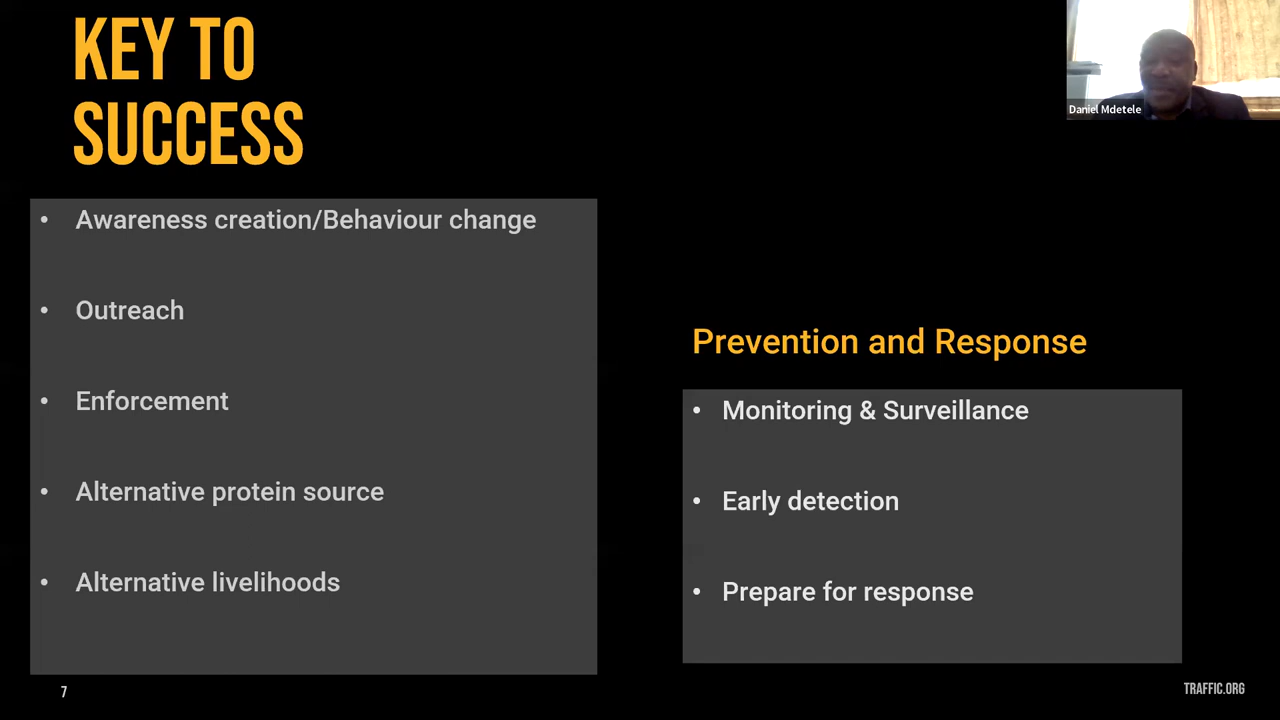 KEY TO
SUCCESS
Daniel Mdetele
• Awareness creation/Behaviour change
• Outreach
• Enforcement
• Alternative protein source
• Alternative livelihoods
Prevention and Response
• Monitoring & Surveillance
• Early detection
• Prepare for response
7
TRAFFIC.ORG